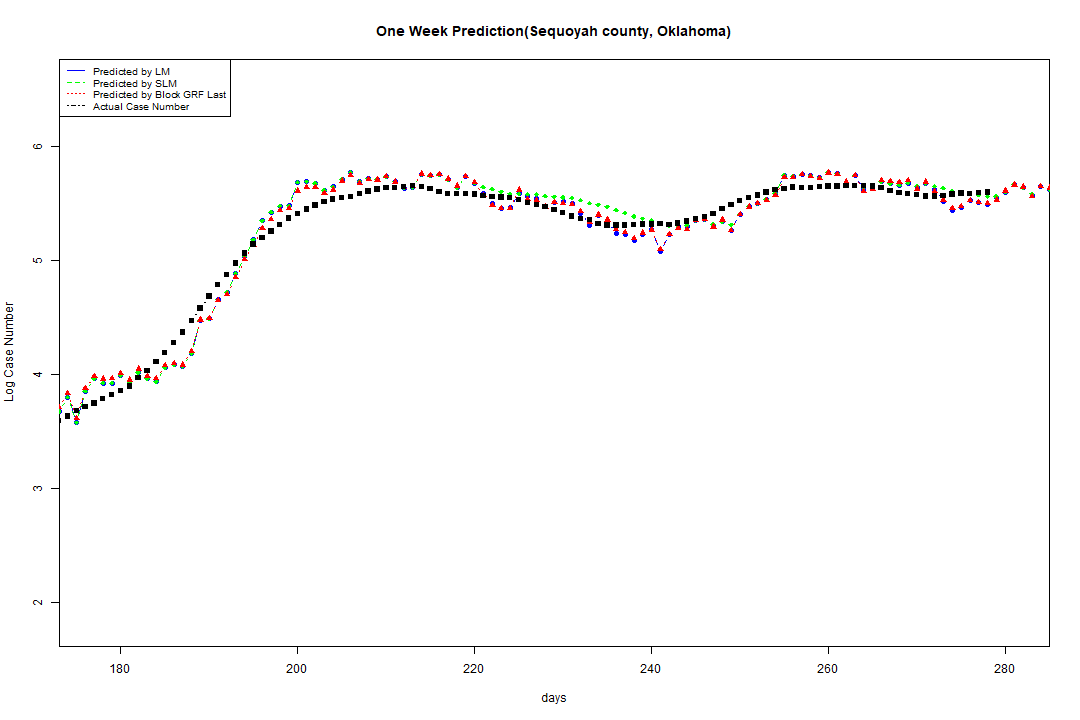 One Week Prediction(Sequoyah county, Oklahoma)
Predicted by LM
Predicted by SLM
Predicted by Block GRF Last
Actual Case Number
6
5
4
3
2
Log Case Number
180 200 220 240 260 280
days